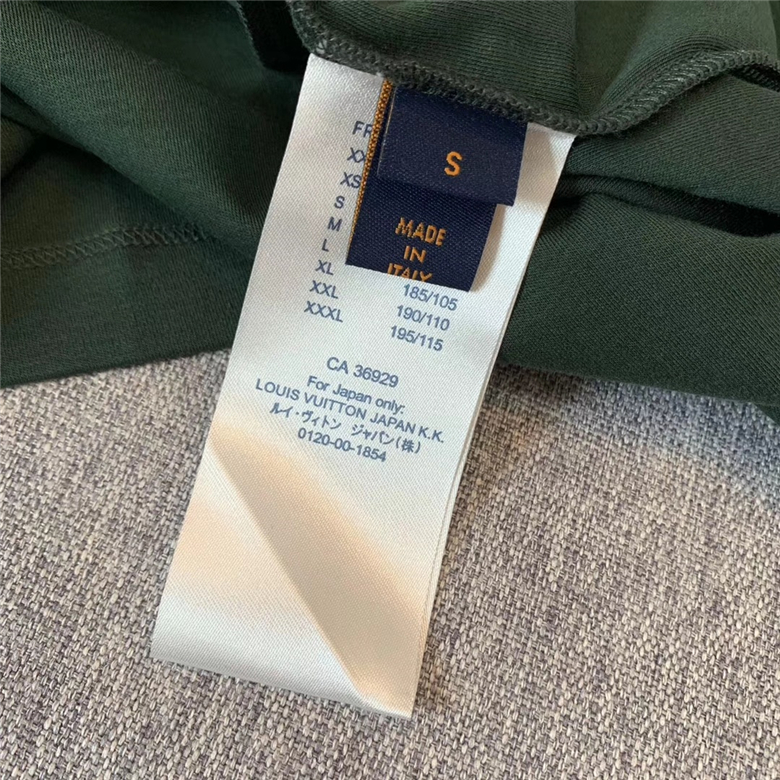 S
MADE
IN
ITALY
XS
S
M
L
XL 185/105
XXL 190/110
XXXL 195/115
CA 36929
For Japan only:
LOUIS VUITTON JAPAN K.K.
ルイ・ヴィトン ジャパン(株)
0120-00-1854